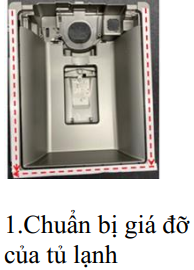 1.Chuẩn bị giá đỡ
của tủ lạnh